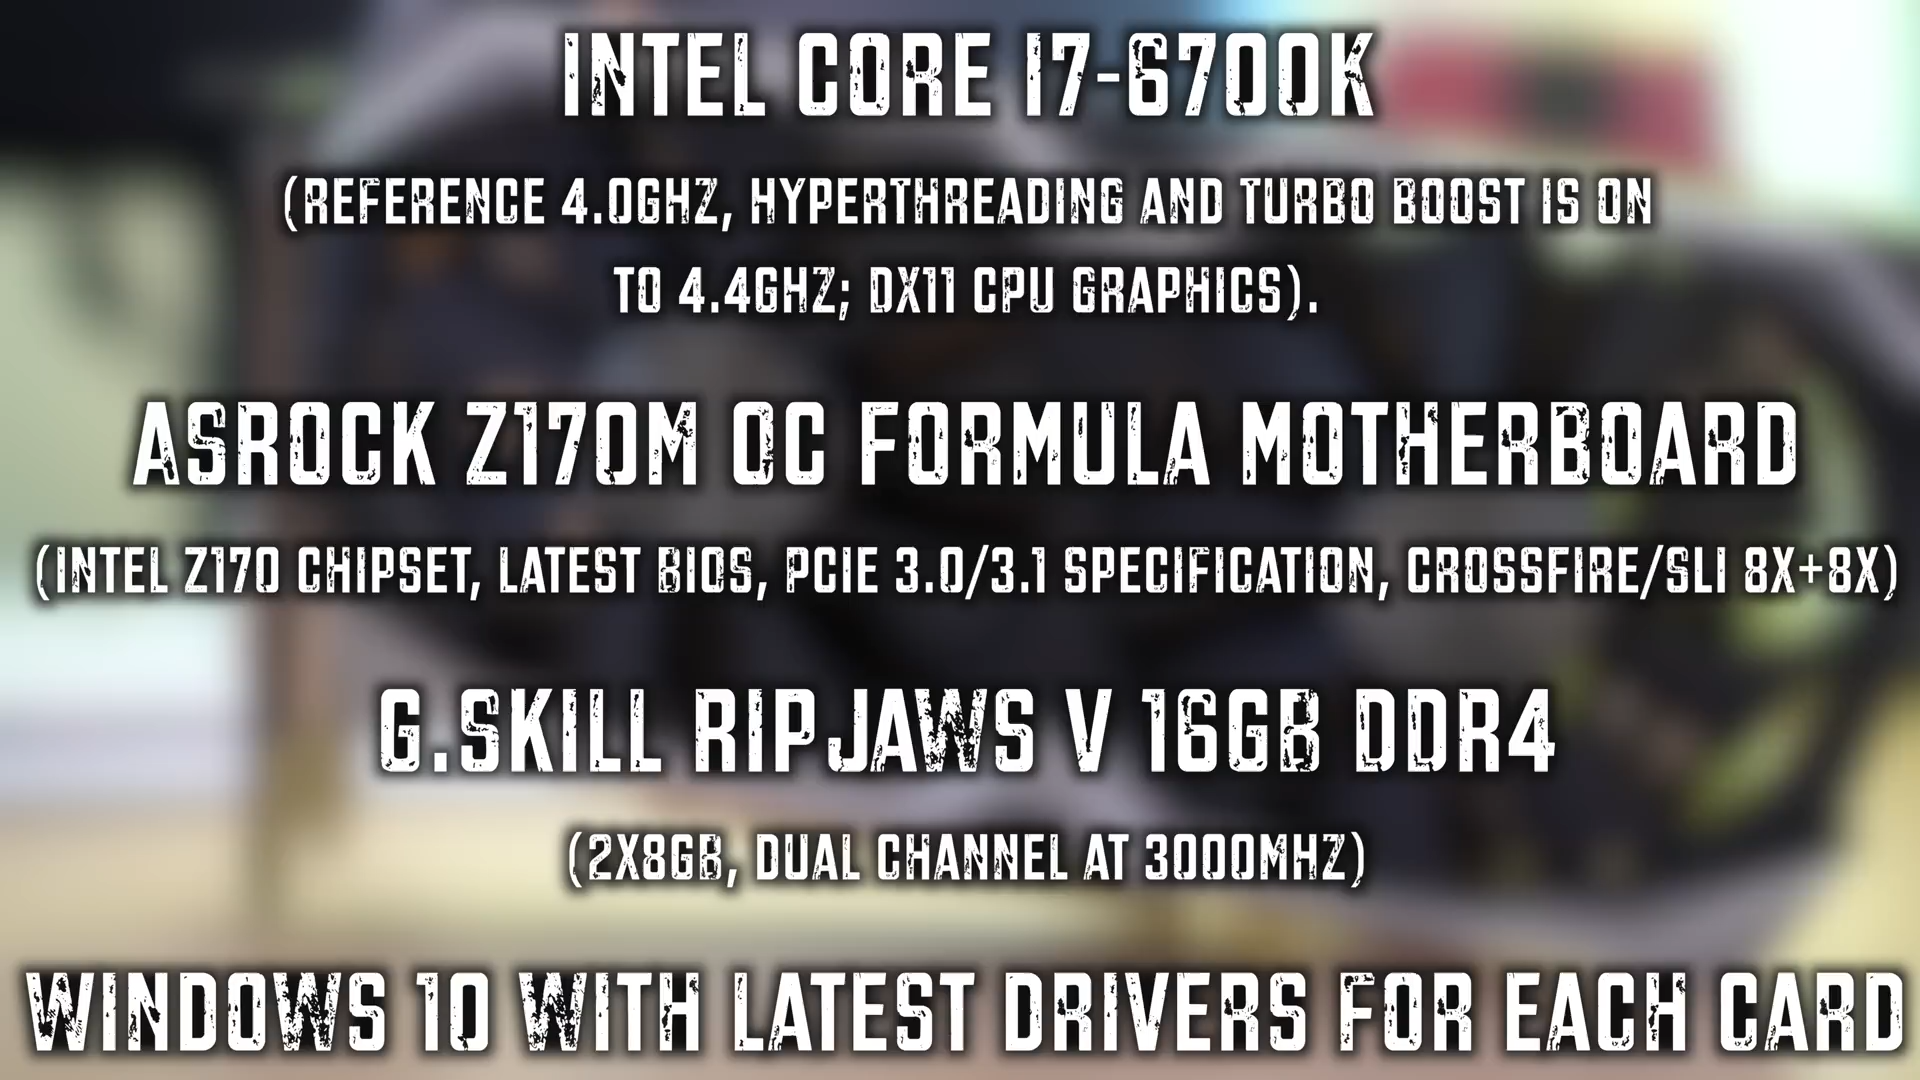 INTEL CORE I7-6700K
(REFERENCE 4.0GHZ, HYPERTHREADING AND TURBO BOOST IS ON
TO 4.4GHZ; DX11 CPU GRAPHICS).
ASROCK Z170M OC FORMULA MOTHERBOARD
(INTEL Z170 CHIPSET, LATEST BIOS, PCIE 3.0/3.1 SPECIFICATION, CROSSFIRE/SLI 8X+8X)
G.SKILL RIPJAWS V 16GB DDR4
(2X8GB, DUAL CHANNEL AT 3000MHZ)
WINDOWS 10 WITH LATEST DRIVERS FOR EACH CARD